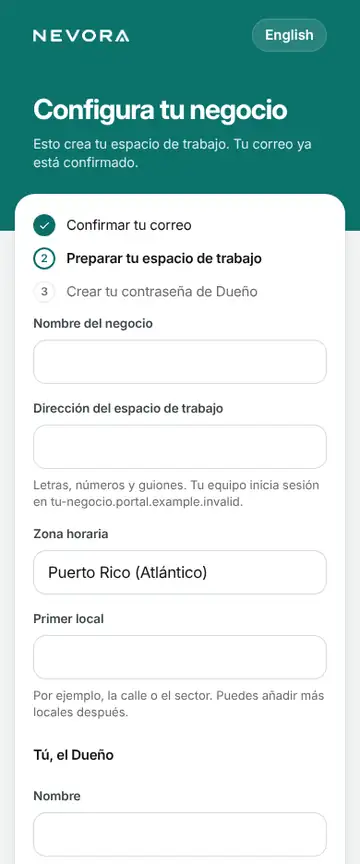 NEVORA
English
Configura tu negocio
Esto crea tu espacio de trabajo. Tu correo ya
está confirmado.
Confirmar tu correo
2
Preparar tu espacio de trabajo
3
Crear tu contraseña de Dueño
Nombre del negocio
Dirección del espacio de trabajo
Letras, números y guiones. Tu equipo inicia sesión
en tu-negocio.portal.example.invalid.
Zona horaria
Puerto Rico (Atlántico)
Primer local
Por ejemplo, la calle o el sector. Puedes añadir más
locales después.
Tú, el Dueño
Nombre